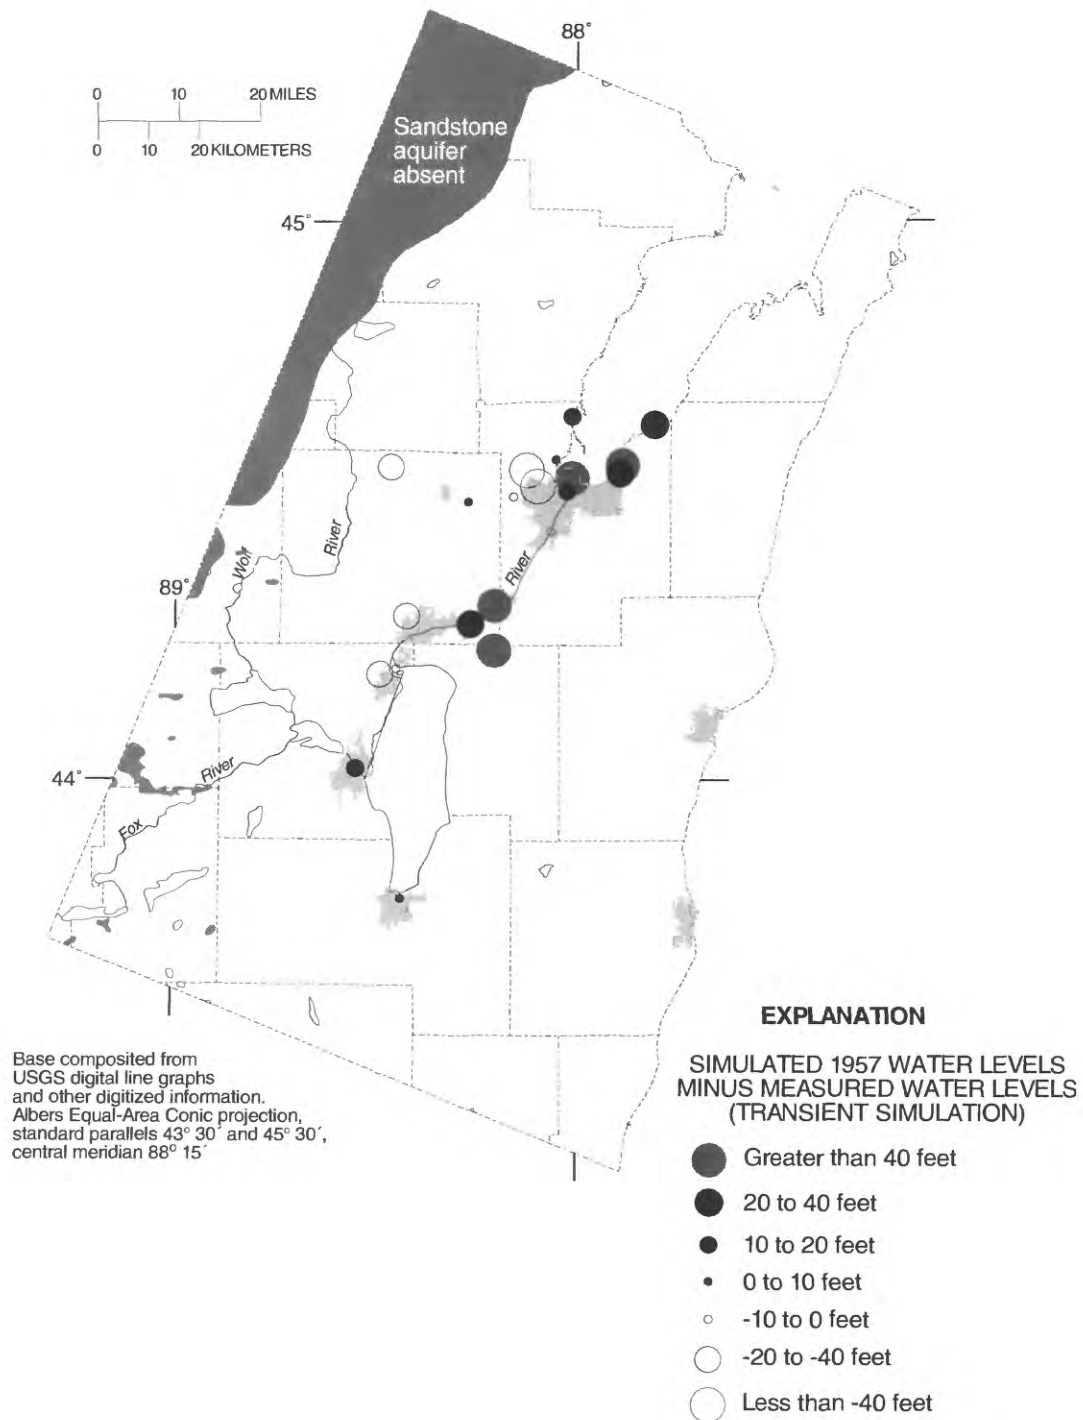 88°
0 10 20 MILES
0 10 20 KILOMETERS
Sandstone
aquifer
absent
45°
River
Wolf
River
89°
44°
River
Fox
EXPLANATION
SIMULATED 1957 WATER LEVELS
MINUS MEASURED WATER LEVELS
(TRANSIENT SIMULATION)
Greater than 40 feet
20 to 40 feet
10 to 20 feet
0 to 10 feet
-10 to 0 feet
-20 to -40 feet
Less than -40 feet
Base composited from
USGS digital line graphs
and other digitized information.
Albers Equal-Area Conic projection,
standard parallels 43° 30´ and 45° 30´,
central meridian 88° 15´